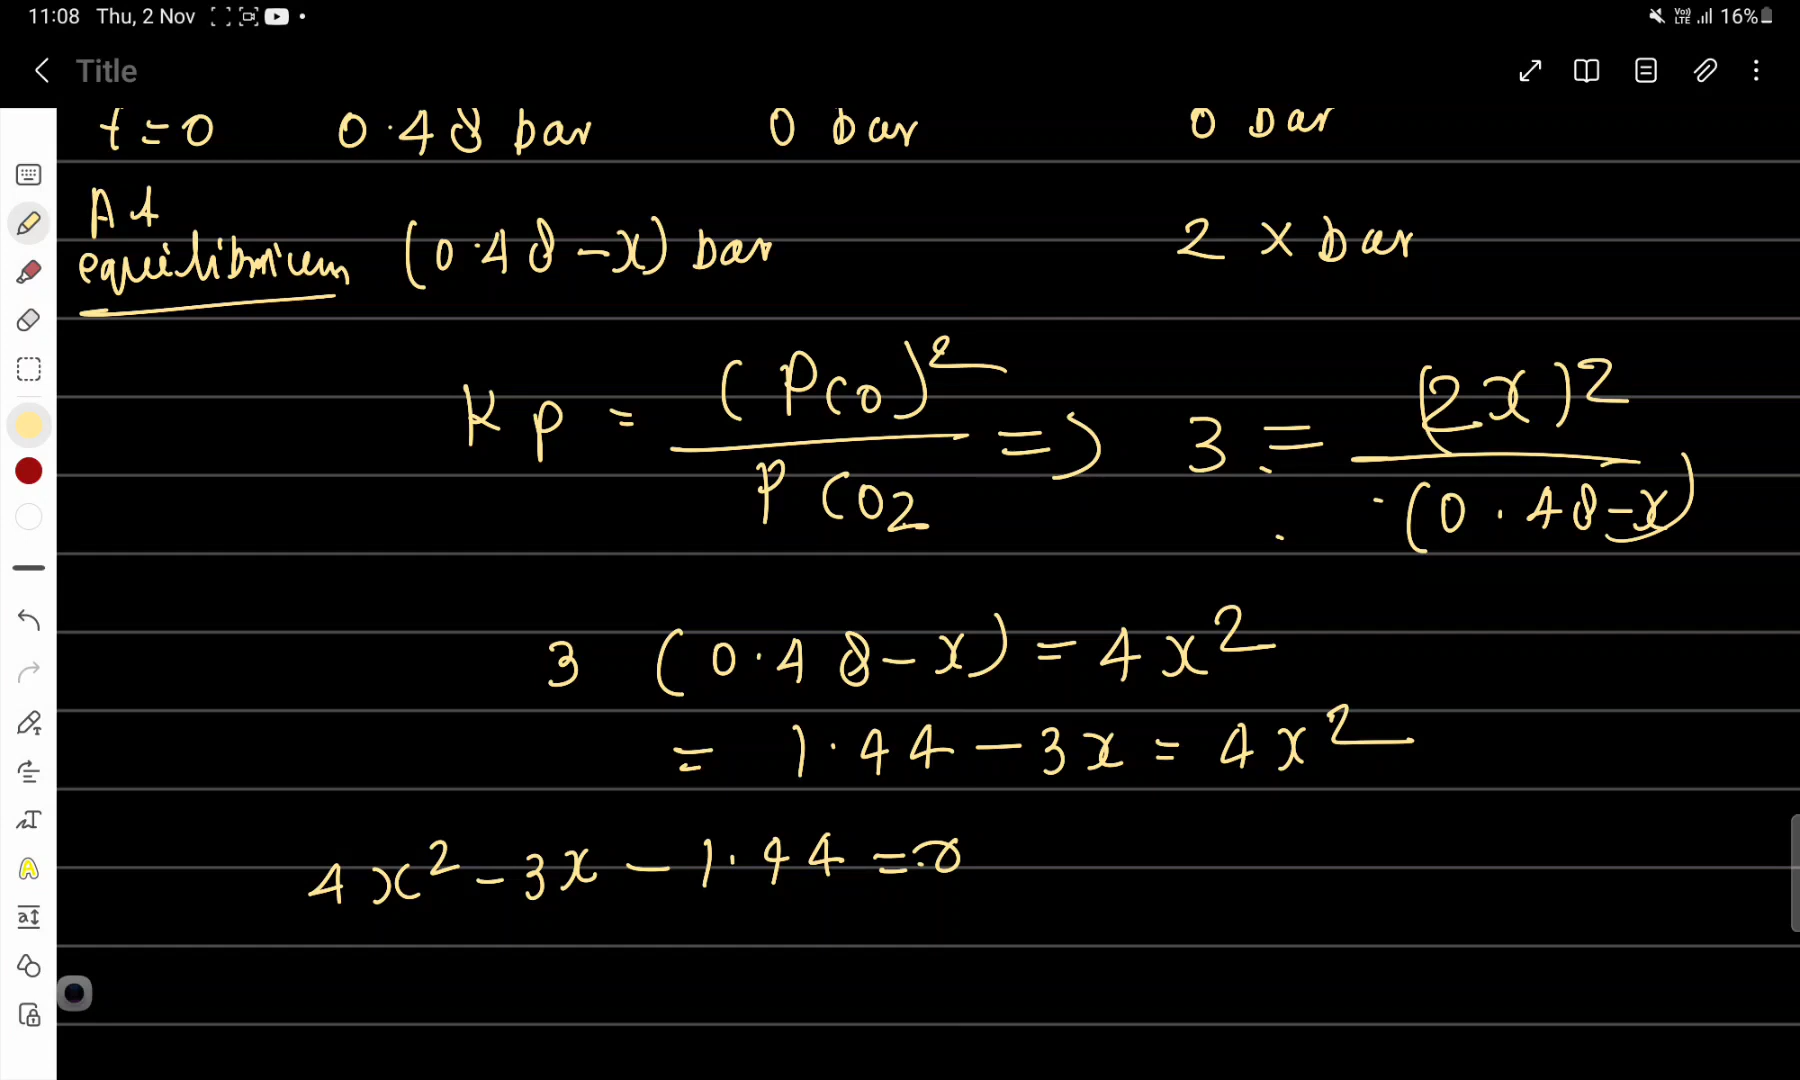 11:08 Thu, 2 Nov 16%
Title
t=0 0.48 bar 0 bar 0 bar
At
equilibrium (0.48-x) bar 2 x bar
Kp = (PCO)² / PCO2 => 3 = (2x)² / (0.48-x)
3 (0.48-x) = 4x²
= 1.44 - 3x = 4x²
4x² - 3x - 1.44 = 0